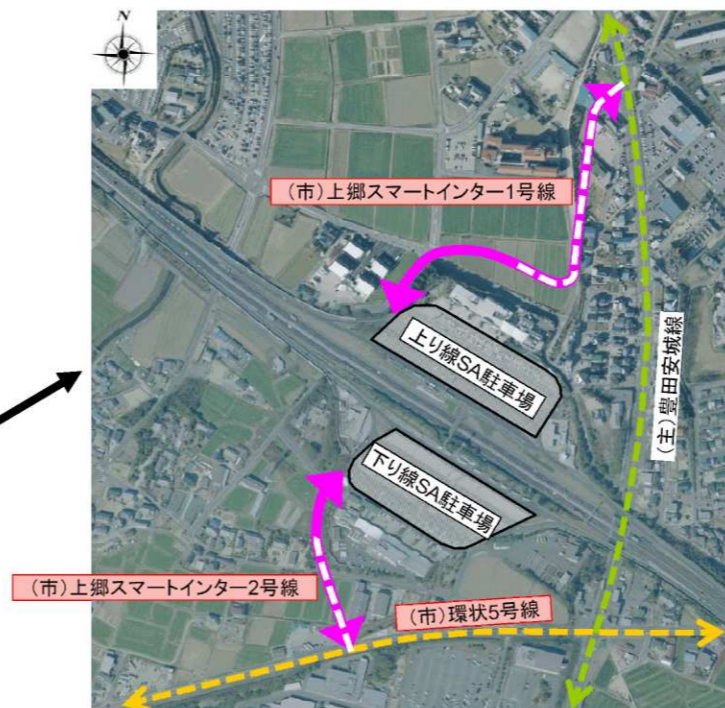 N
(市)上郷スマートインター1号線
上り線SA駐車場
(主)豊田安城線
下り線SA駐車場
(市)上郷スマートインター2号線
(市)環状5号線